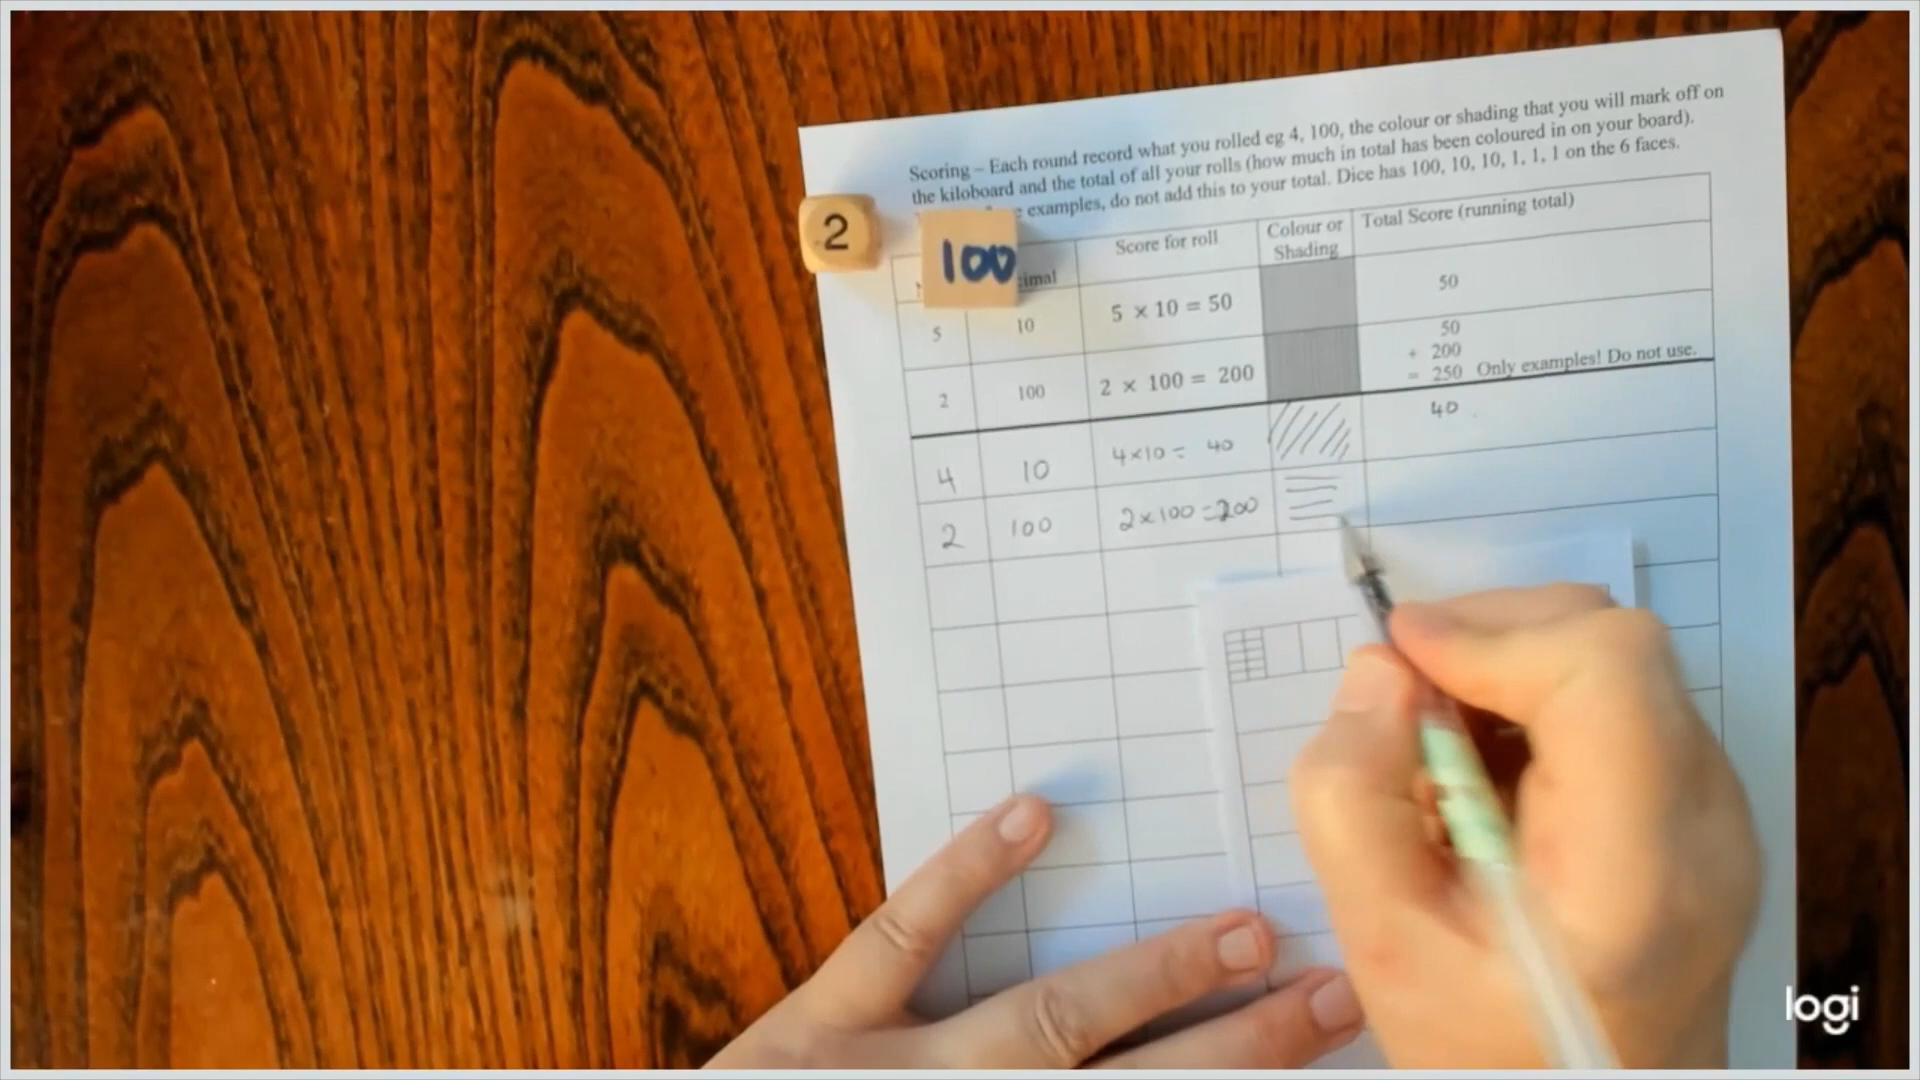 Scoring – Each round record what you rolled eg 4, 100, the colour or shading that you will mark off on
the kiloboard and the total of all your rolls (how much in total has been coloured in on your board).
examples, do not add this to your total. Dice has 100, 10, 10, 1, 1, 1 on the 6 faces.
2
100
Score for roll
Colour or
Shading
Total Score (running total)
5 10 5 × 10 = 50 50
2 100 2 × 100 = 200
50
+ 200
= 250 Only examples! Do not use.
4 10 4×10= 40 40
2 100 2×100=200
logi